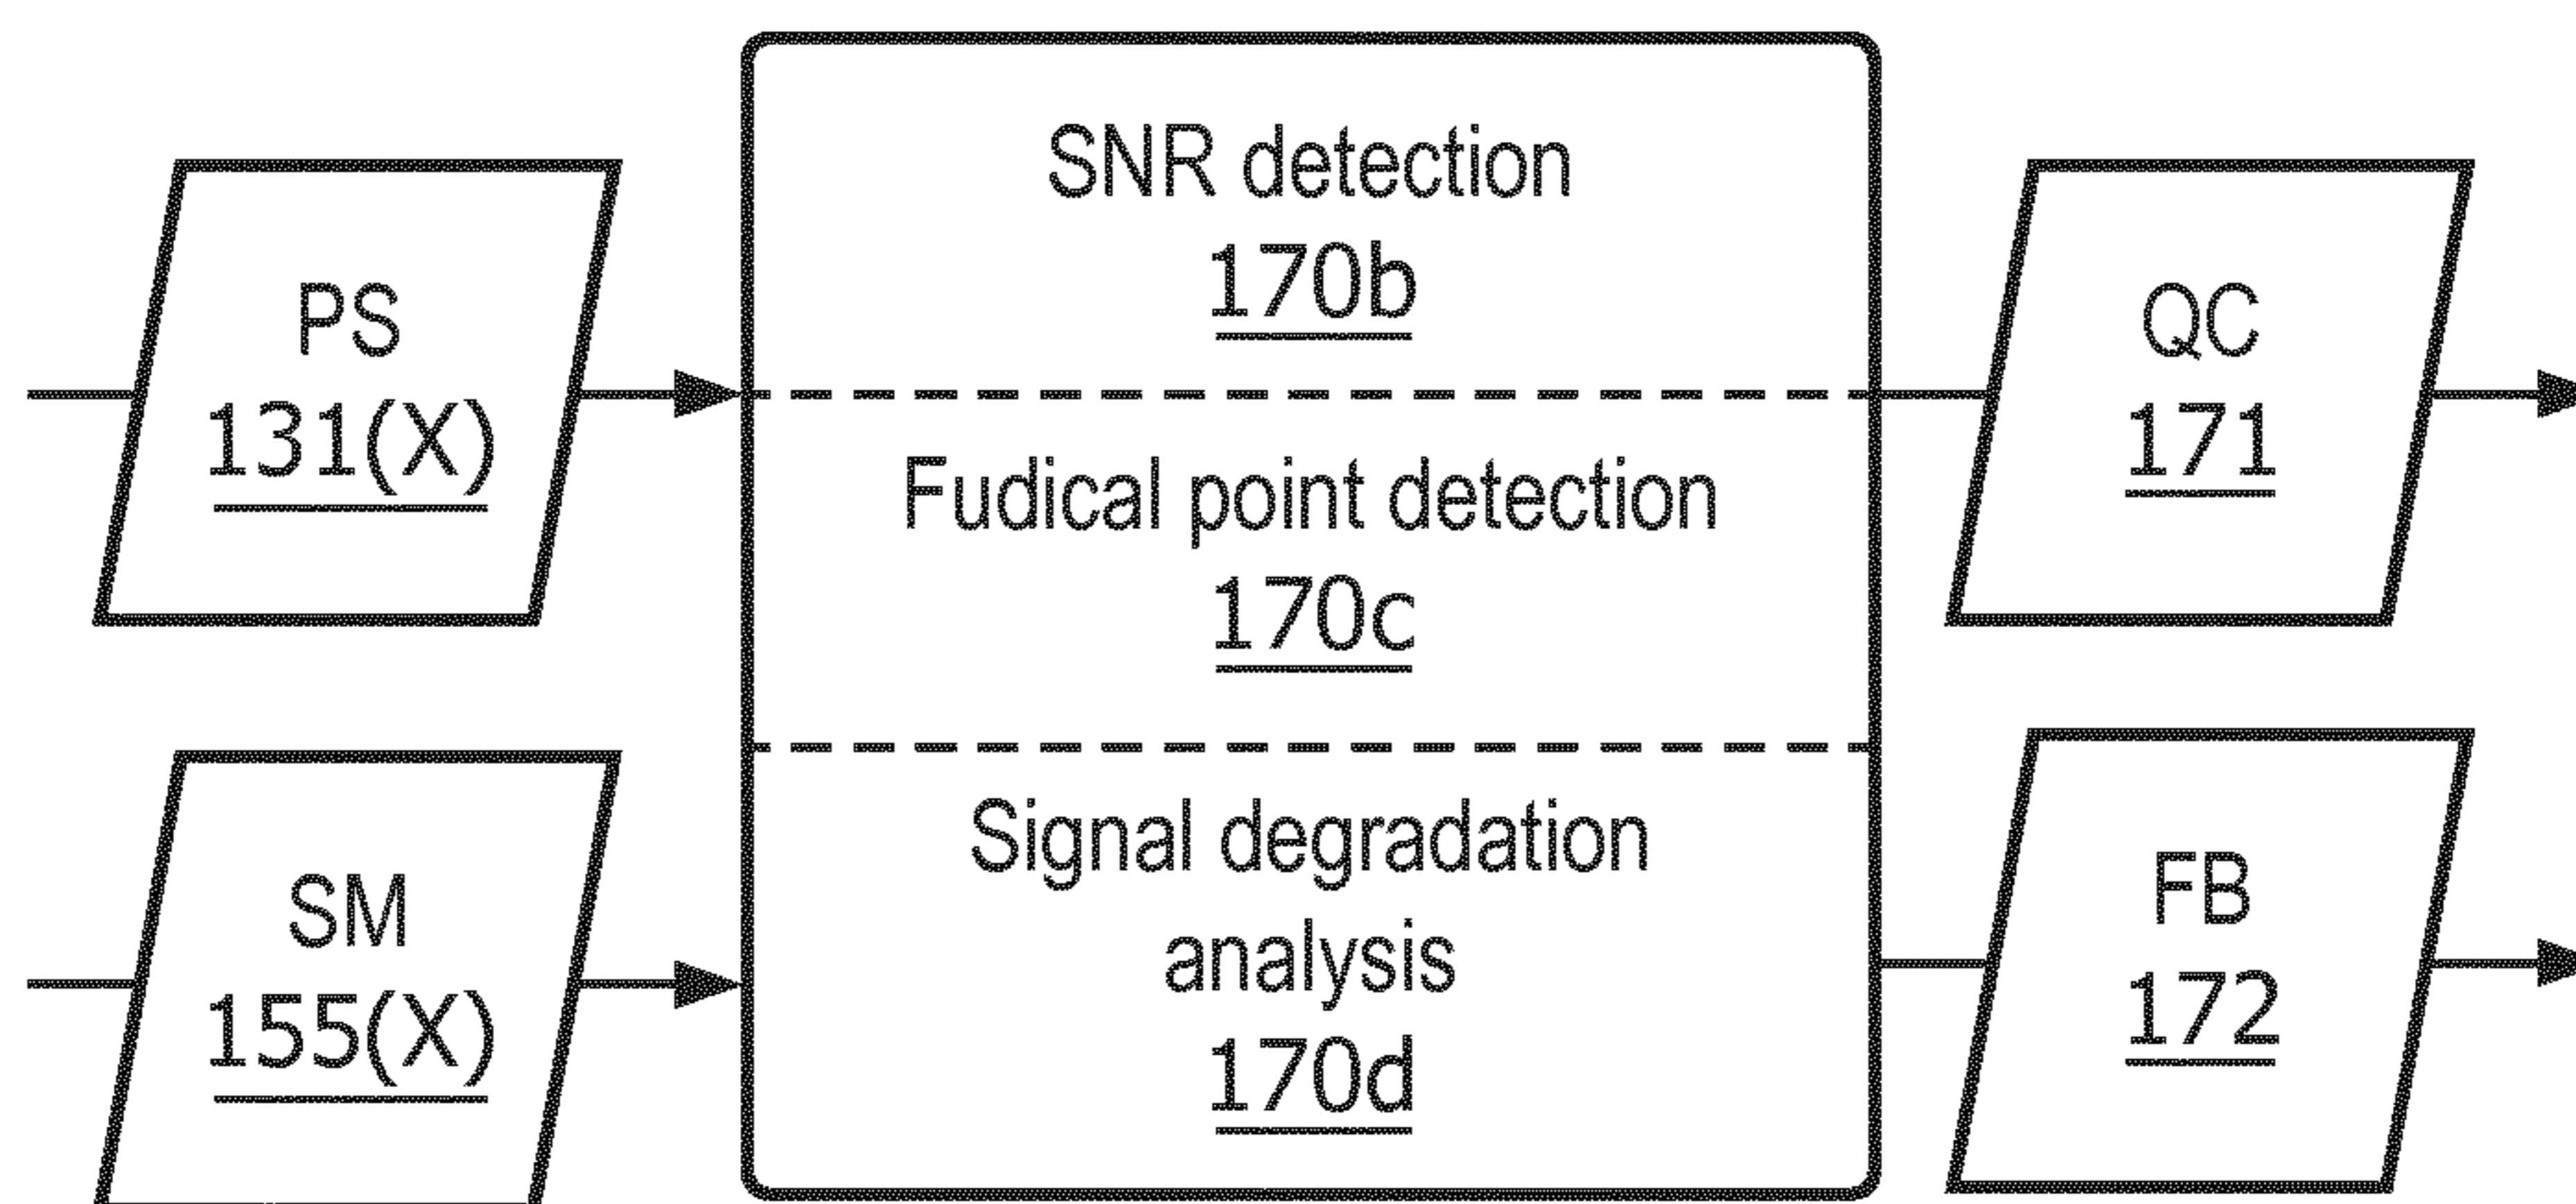 PS
131(X)
SM
155(X)
SNR detection
170b
Fudical point detection
170c
Signal degradation
analysis
170d
QC
171
FB
172